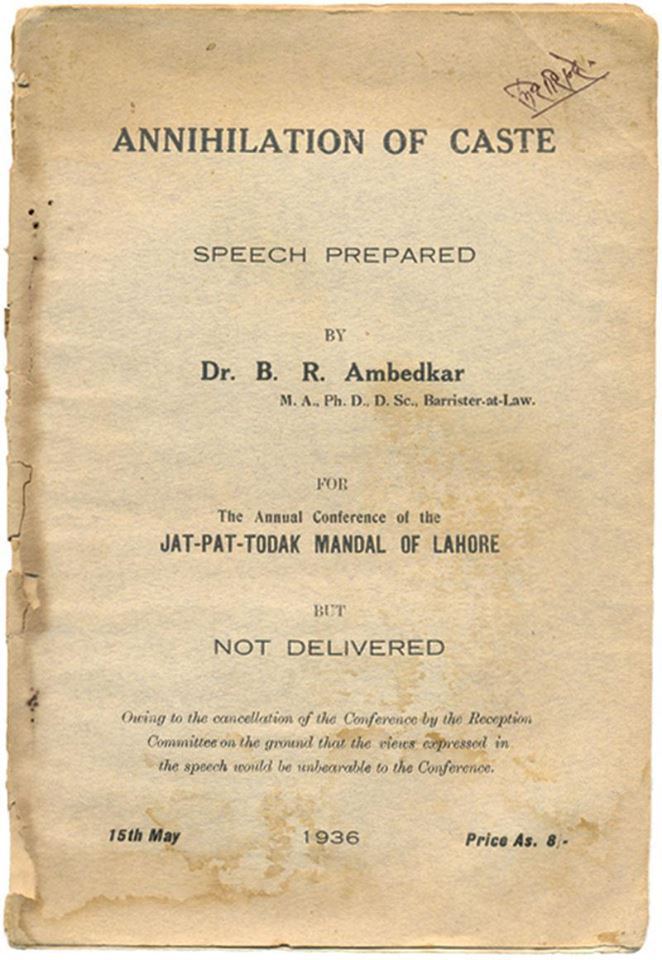 ANNIHILATION OF CASTE
SPEECH PREPARED
BY
Dr. B. R. Ambedkar
M. A., Ph. D., D. Sc., Barrister-at-Law.
FOR
The Annual Conference of the
JAT-PAT-TODAK MANDAL OF LAHORE
BUT
NOT DELIVERED
Owing to the cancellation of the Conference by the Reception
Committee on the ground that the views expressed in
the speech would be unbearable to the Conference.
15th May 1936 Price As. 8/-